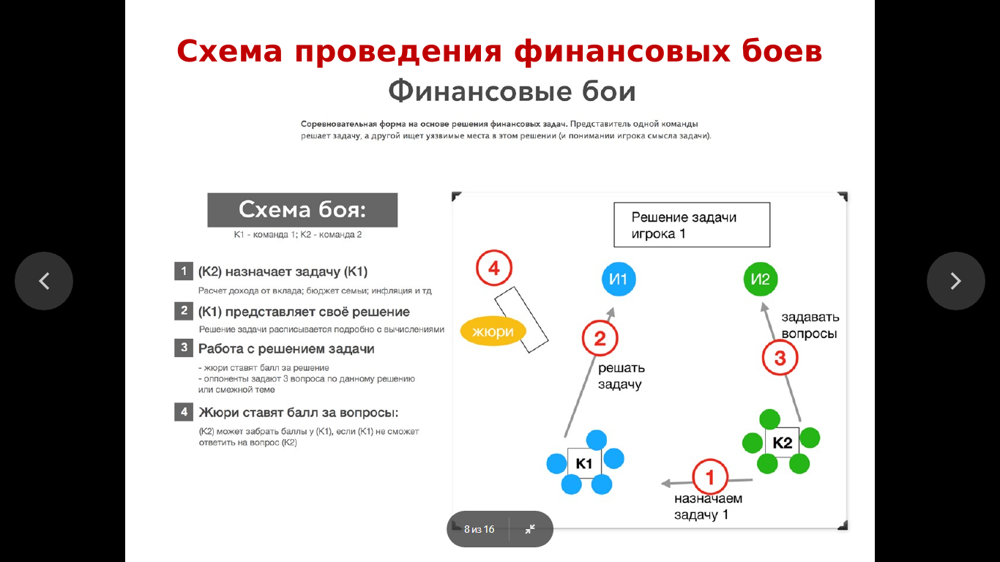 Схема проведения финансовых боев
Финансовые бои
Соревновательная форма на основе решения финансовых задач. Представитель одной команды
решает задачу, а другой ищет уязвимые места в этом решении (и понимании игрока смысла задачи).
Схема боя:
К1 - команда 1; К2 - команда 2
1 (К2) назначает задачу (К1)
Расчет дохода от вклада; бюджет семьи; инфляция и тд
2 (К1) представляет своё решение
Решение задачи расписывается подробно с вычислениями
3 Работа с решением задачи
- жюри ставят балл за решение
- оппоненты задают 3 вопроса по данному решению
или смежной теме
4 Жюри ставят балл за вопросы:
(К2) может забрать баллы у (К1), если (К1) не сможет
ответить на вопрос (К2)
Решение задачи
игрока 1
4
И1
И2
жюри
2
решать
задачу
задавать
вопросы
3
К1
К2
1
назначаем
задачу 1
8 из 16